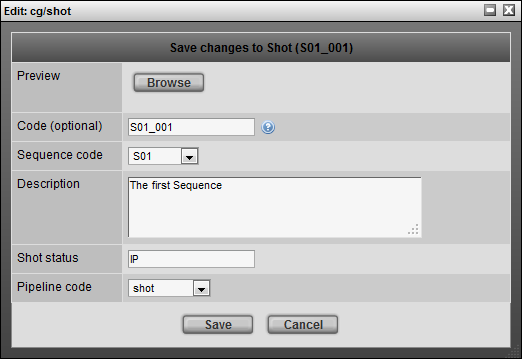 Edit: cg/shot
Save changes to Shot (S01_001)
Preview
Browse
Code (optional) S01_001 ?
Sequence code S01
Description The first Sequence
Shot status IP
Pipeline code shot
Save Cancel